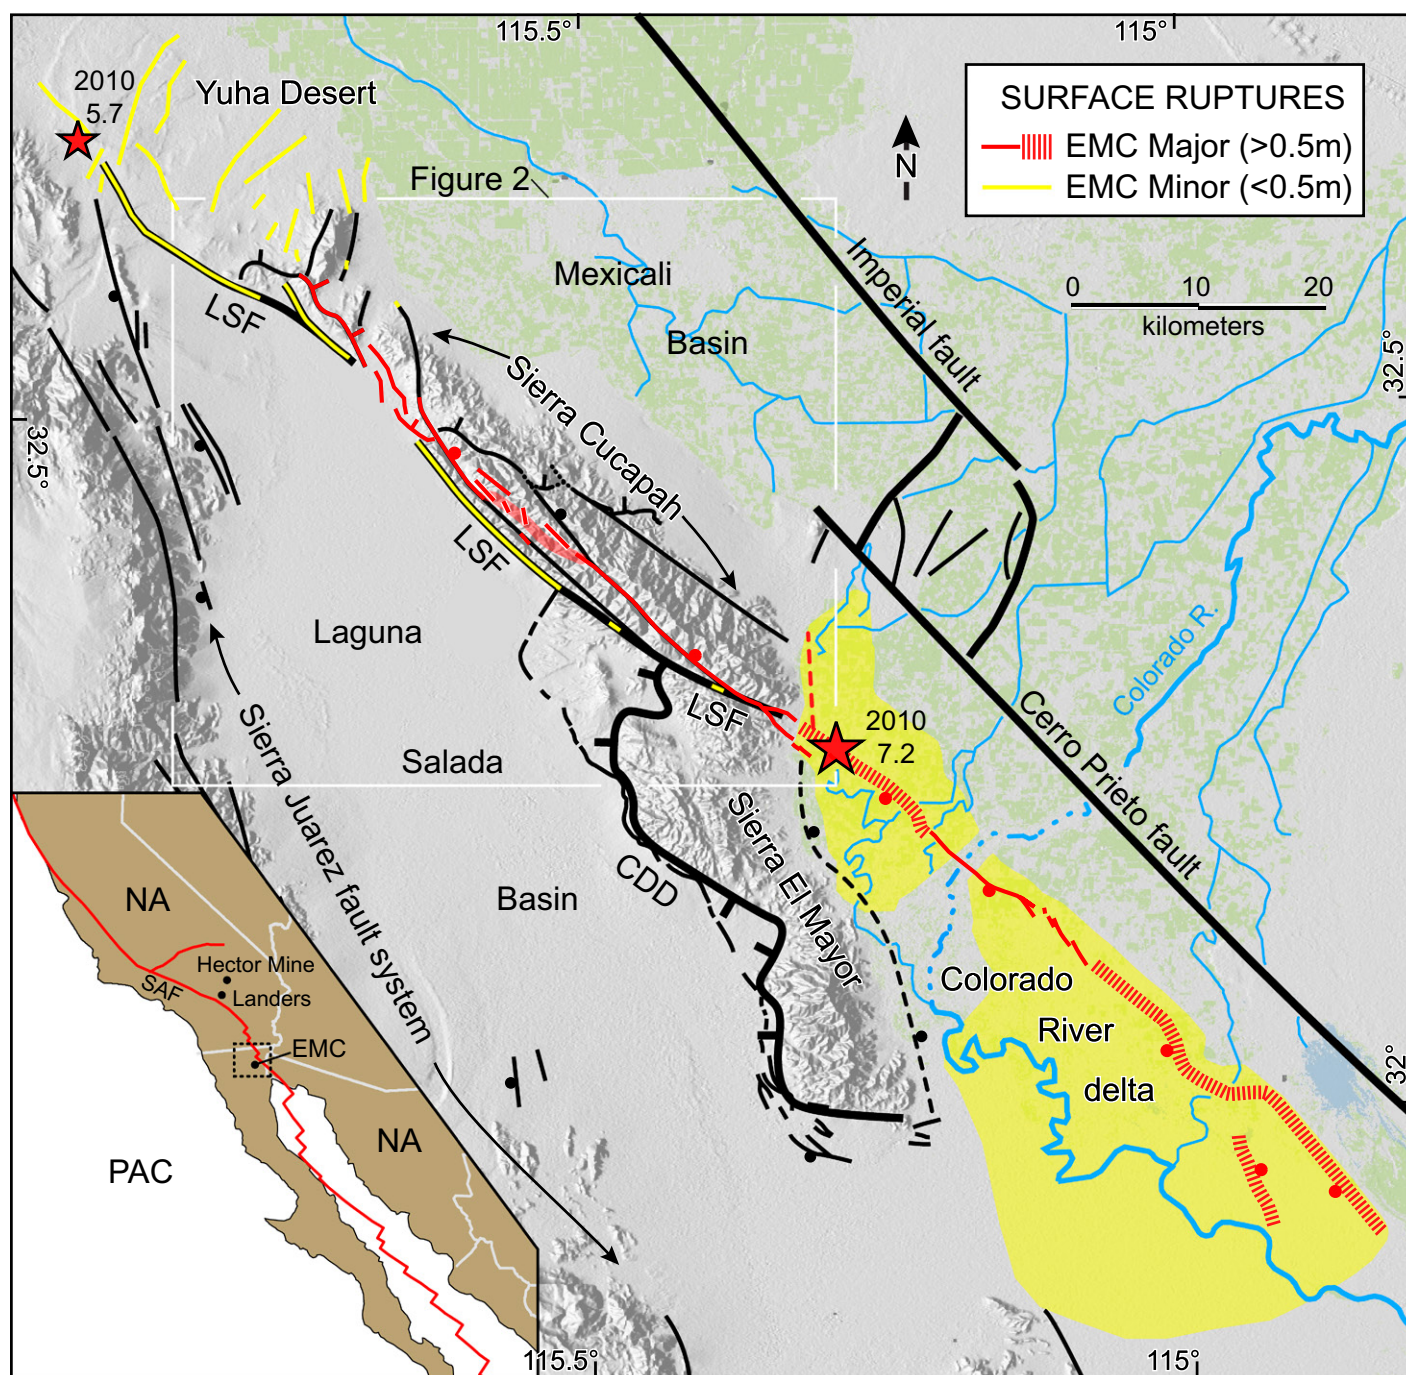 115.5°
115°
2010
5.7
Yuha Desert
SURFACE RUPTURES
EMC Major (>0.5m)
EMC Minor (<0.5m)
N
Figure 2
Mexicali
Basin
Imperial fault
0 10 20
kilometers
LSF
Sierra Cucapah
32.5°
32.5°
LSF
Laguna
Salada
Basin
LSF
2010
7.2
Colorado R.
Cerro Prieto fault
Sierra Juarez fault system
CDD
Sierra El Mayor
Colorado
River
delta
32°
NA
Hector Mine
Landers
SAF
EMC
NA
PAC
115.5°
115°